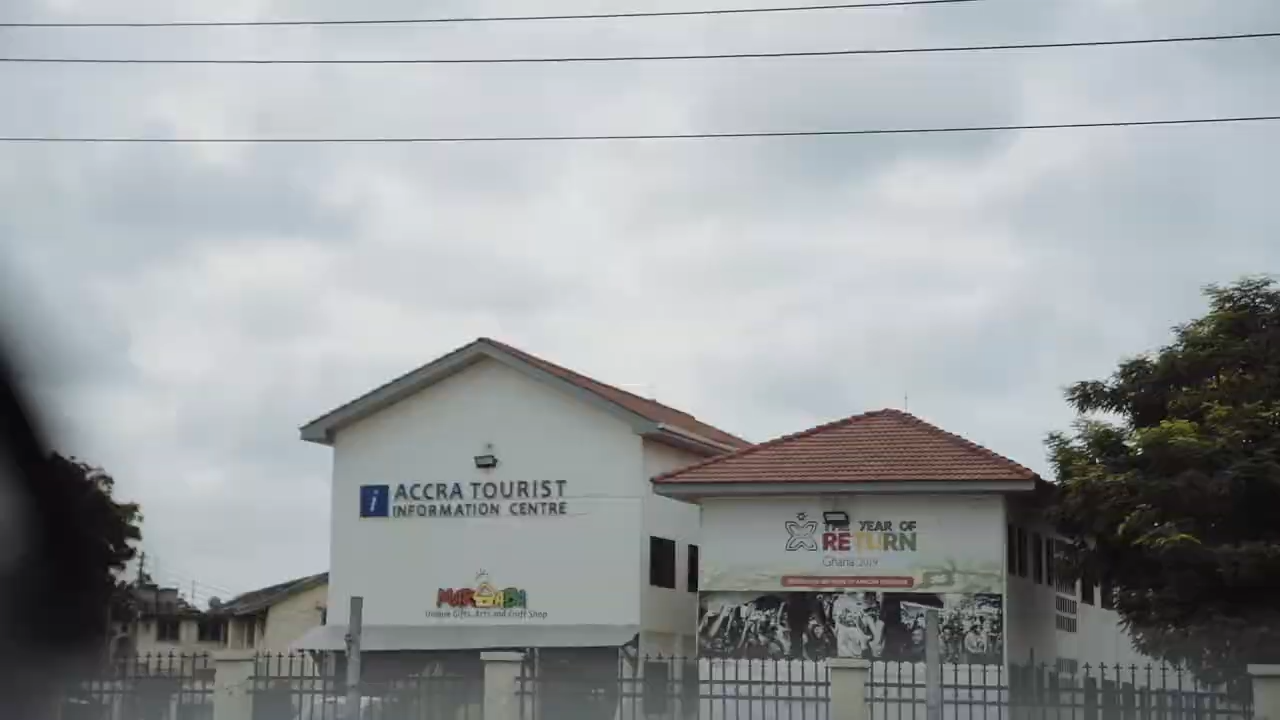 i
ACCRA TOURIST
INFORMATION CENTRE
Unique Gifts, Arts and Craft Shop
THE YEAR OF
RETURN
Ghana 2019